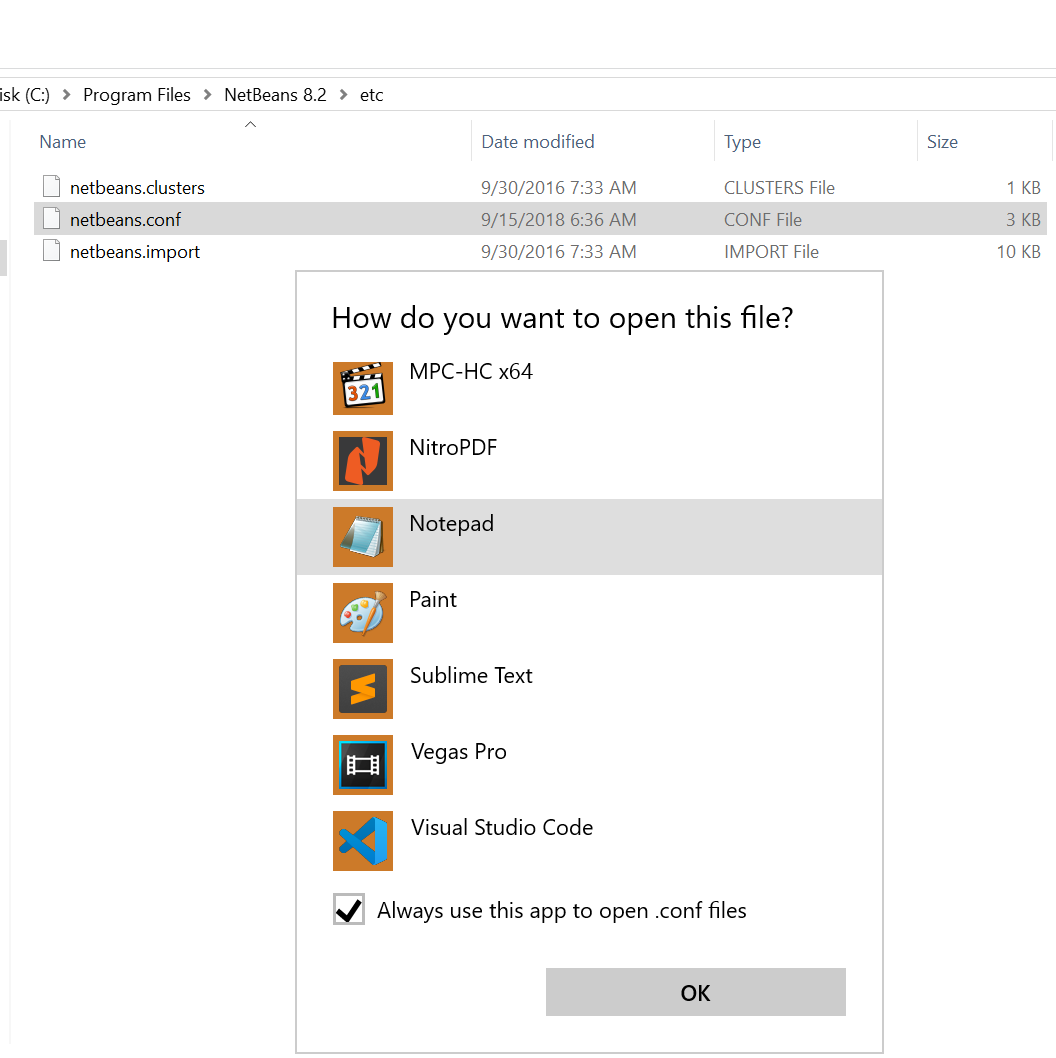 isk (C:) > Program Files > NetBeans 8.2 > etc
Name Date modified Type Size
netbeans.clusters 9/30/2016 7:33 AM CLUSTERS File 1 KB
netbeans.conf 9/15/2018 6:36 AM CONF File 3 KB
netbeans.import 9/30/2016 7:33 AM IMPORT File 10 KB
How do you want to open this file?
321
MPC-HC x64
NitroPDF
Notepad
Paint
Sublime Text
Vegas Pro
Visual Studio Code
Always use this app to open .conf files
OK